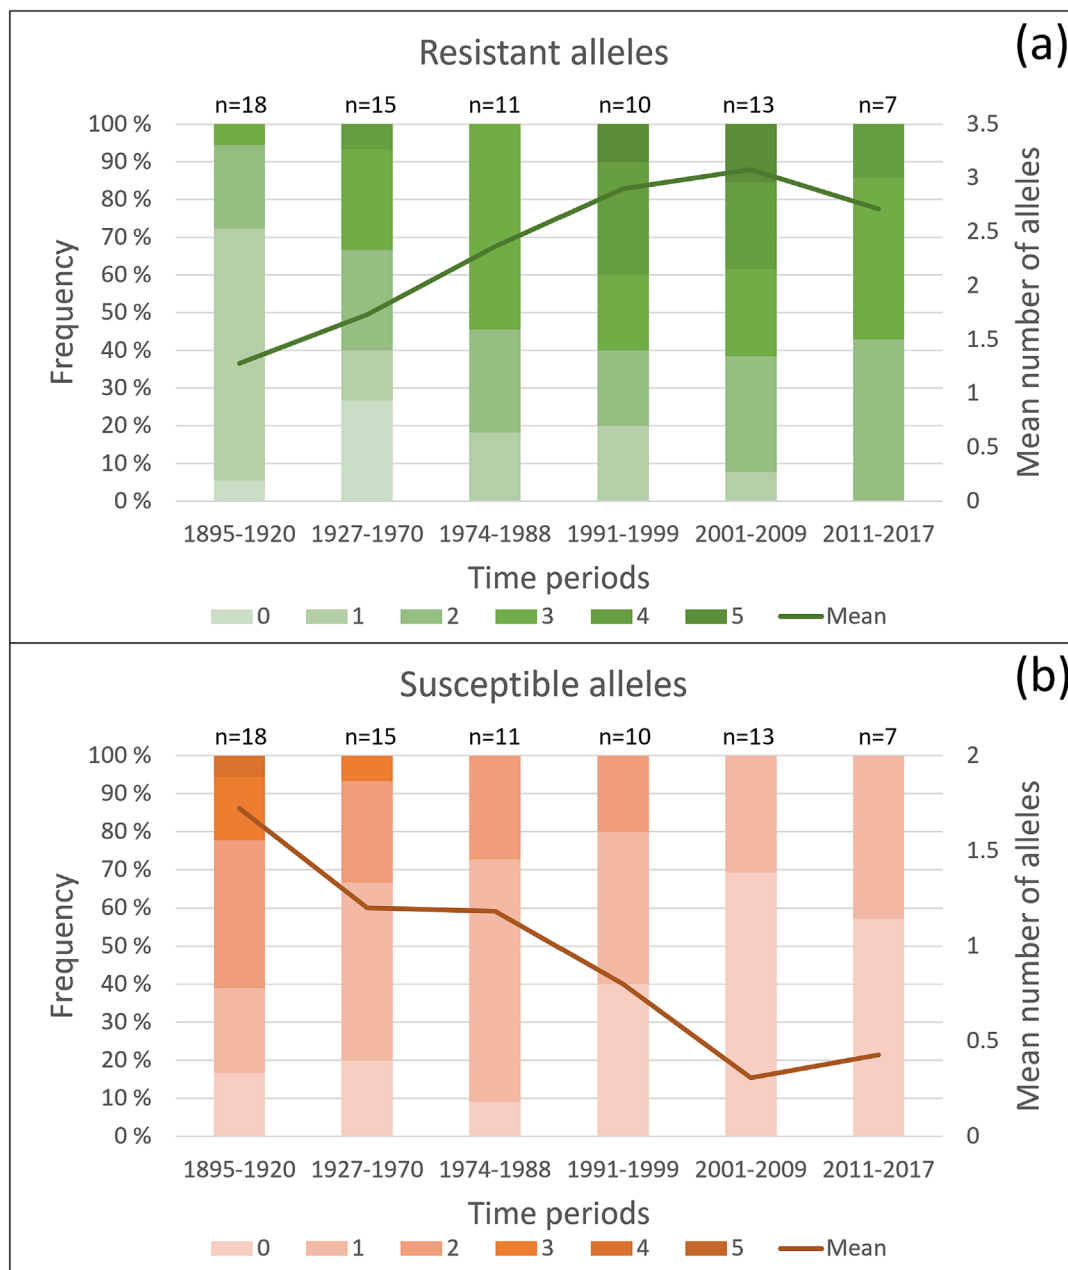 (a)
Resistant alleles
n=18 n=15 n=11 n=10 n=13 n=7
100 % 3.5
90 %
80 % 3
70 % 2.5
60 %
50 % 2
40 % 1.5
30 % 1
20 %
10 % 0.5
0 % 0
Frequency
Mean number of alleles
1895-1920 1927-1970 1974-1988 1991-1999 2001-2009 2011-2017
Time periods
0 1 2 3 4 5 Mean
(b)
Susceptible alleles
n=18 n=15 n=11 n=10 n=13 n=7
100 % 2
90 %
80 %
70 % 1.5
60 %
50 % 1
40 %
30 %
20 % 0.5
10 %
0 % 0
Frequency
Mean number of alleles
1895-1920 1927-1970 1974-1988 1991-1999 2001-2009 2011-2017
Time periods
0 1 2 3 4 5 Mean